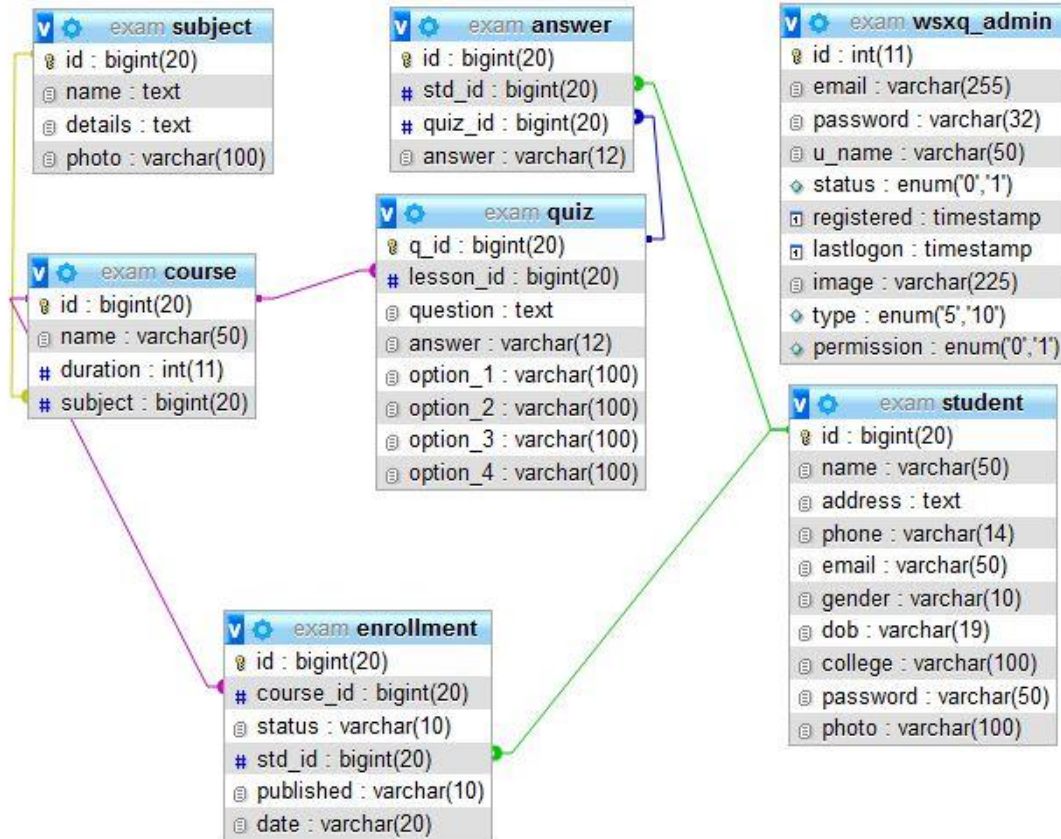 exam subject
id : bigint(20)
name : text
details : text
photo : varchar(100)
exam answer
id : bigint(20)
std_id : bigint(20)
quiz_id : bigint(20)
answer : varchar(12)
exam wsxq_admin
id : int(11)
email : varchar(255)
password : varchar(32)
u_name : varchar(50)
status : enum('0','1')
registered : timestamp
lastlogon : timestamp
image : varchar(225)
type : enum('5','10')
permission : enum('0','1')
exam course
id : bigint(20)
name : varchar(50)
duration : int(11)
subject : bigint(20)
exam quiz
q_id : bigint(20)
lesson_id : bigint(20)
question : text
answer : varchar(12)
option_1 : varchar(100)
option_2 : varchar(100)
option_3 : varchar(100)
option_4 : varchar(100)
exam student
id : bigint(20)
name : varchar(50)
address : text
phone : varchar(14)
email : varchar(50)
gender : varchar(10)
dob : varchar(19)
college : varchar(100)
password : varchar(50)
photo : varchar(100)
exam enrollment
id : bigint(20)
course_id : bigint(20)
status : varchar(10)
std_id : bigint(20)
published : varchar(10)
date : varchar(20)